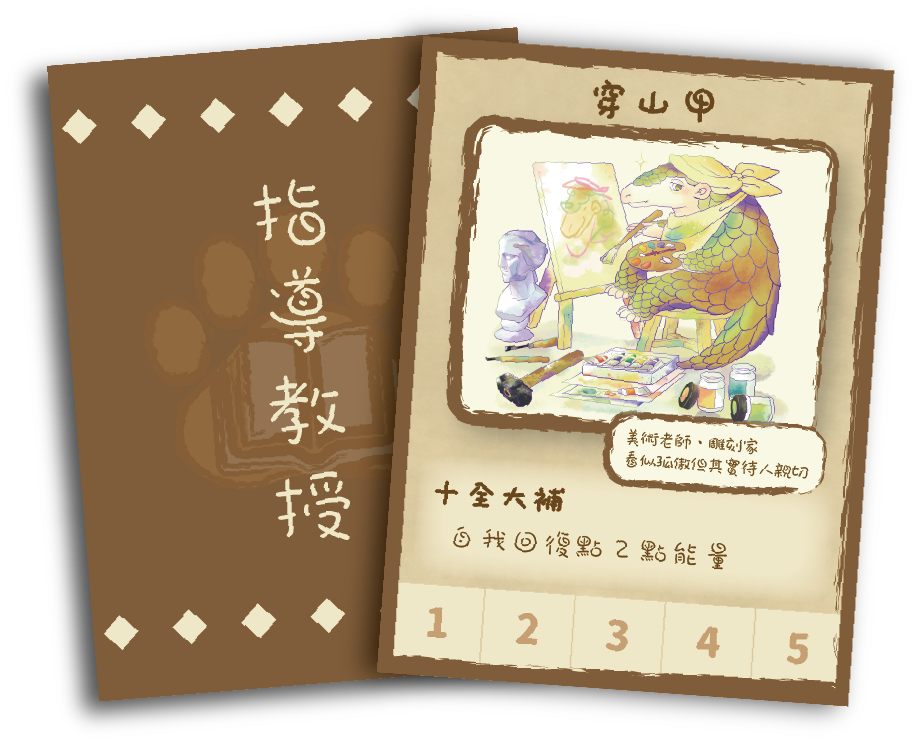 指導教授
穿山甲
美術老師、雕刻家
看似孤傲但其實待人親切
十全大補
自我回復點2點能量
1 2 3 4 5